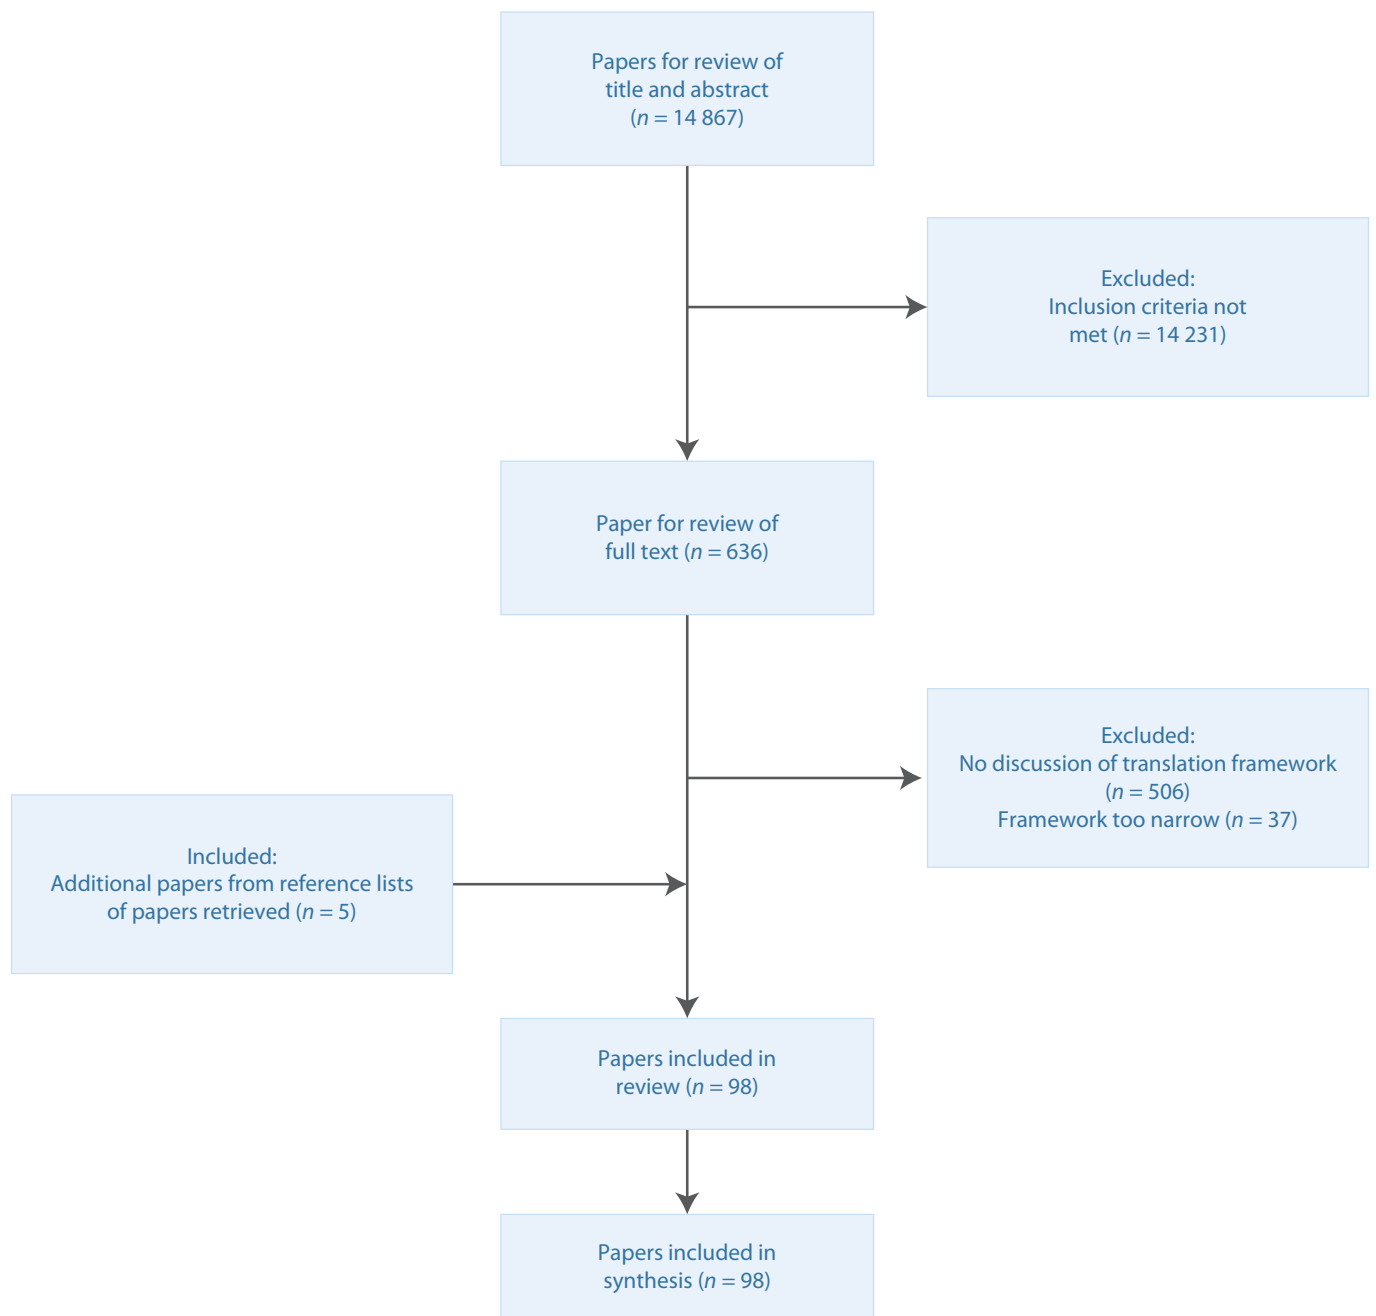 Papers for review of
title and abstract
(n = 14 867)
Excluded:
Inclusion criteria not
met (n = 14 231)
Paper for review of
full text (n = 636)
Excluded:
No discussion of translation framework
(n = 506)
Framework too narrow (n = 37)
Included:
Additional papers from reference lists
of papers retrieved (n = 5)
Papers included in
review (n = 98)
Papers included in
synthesis (n = 98)